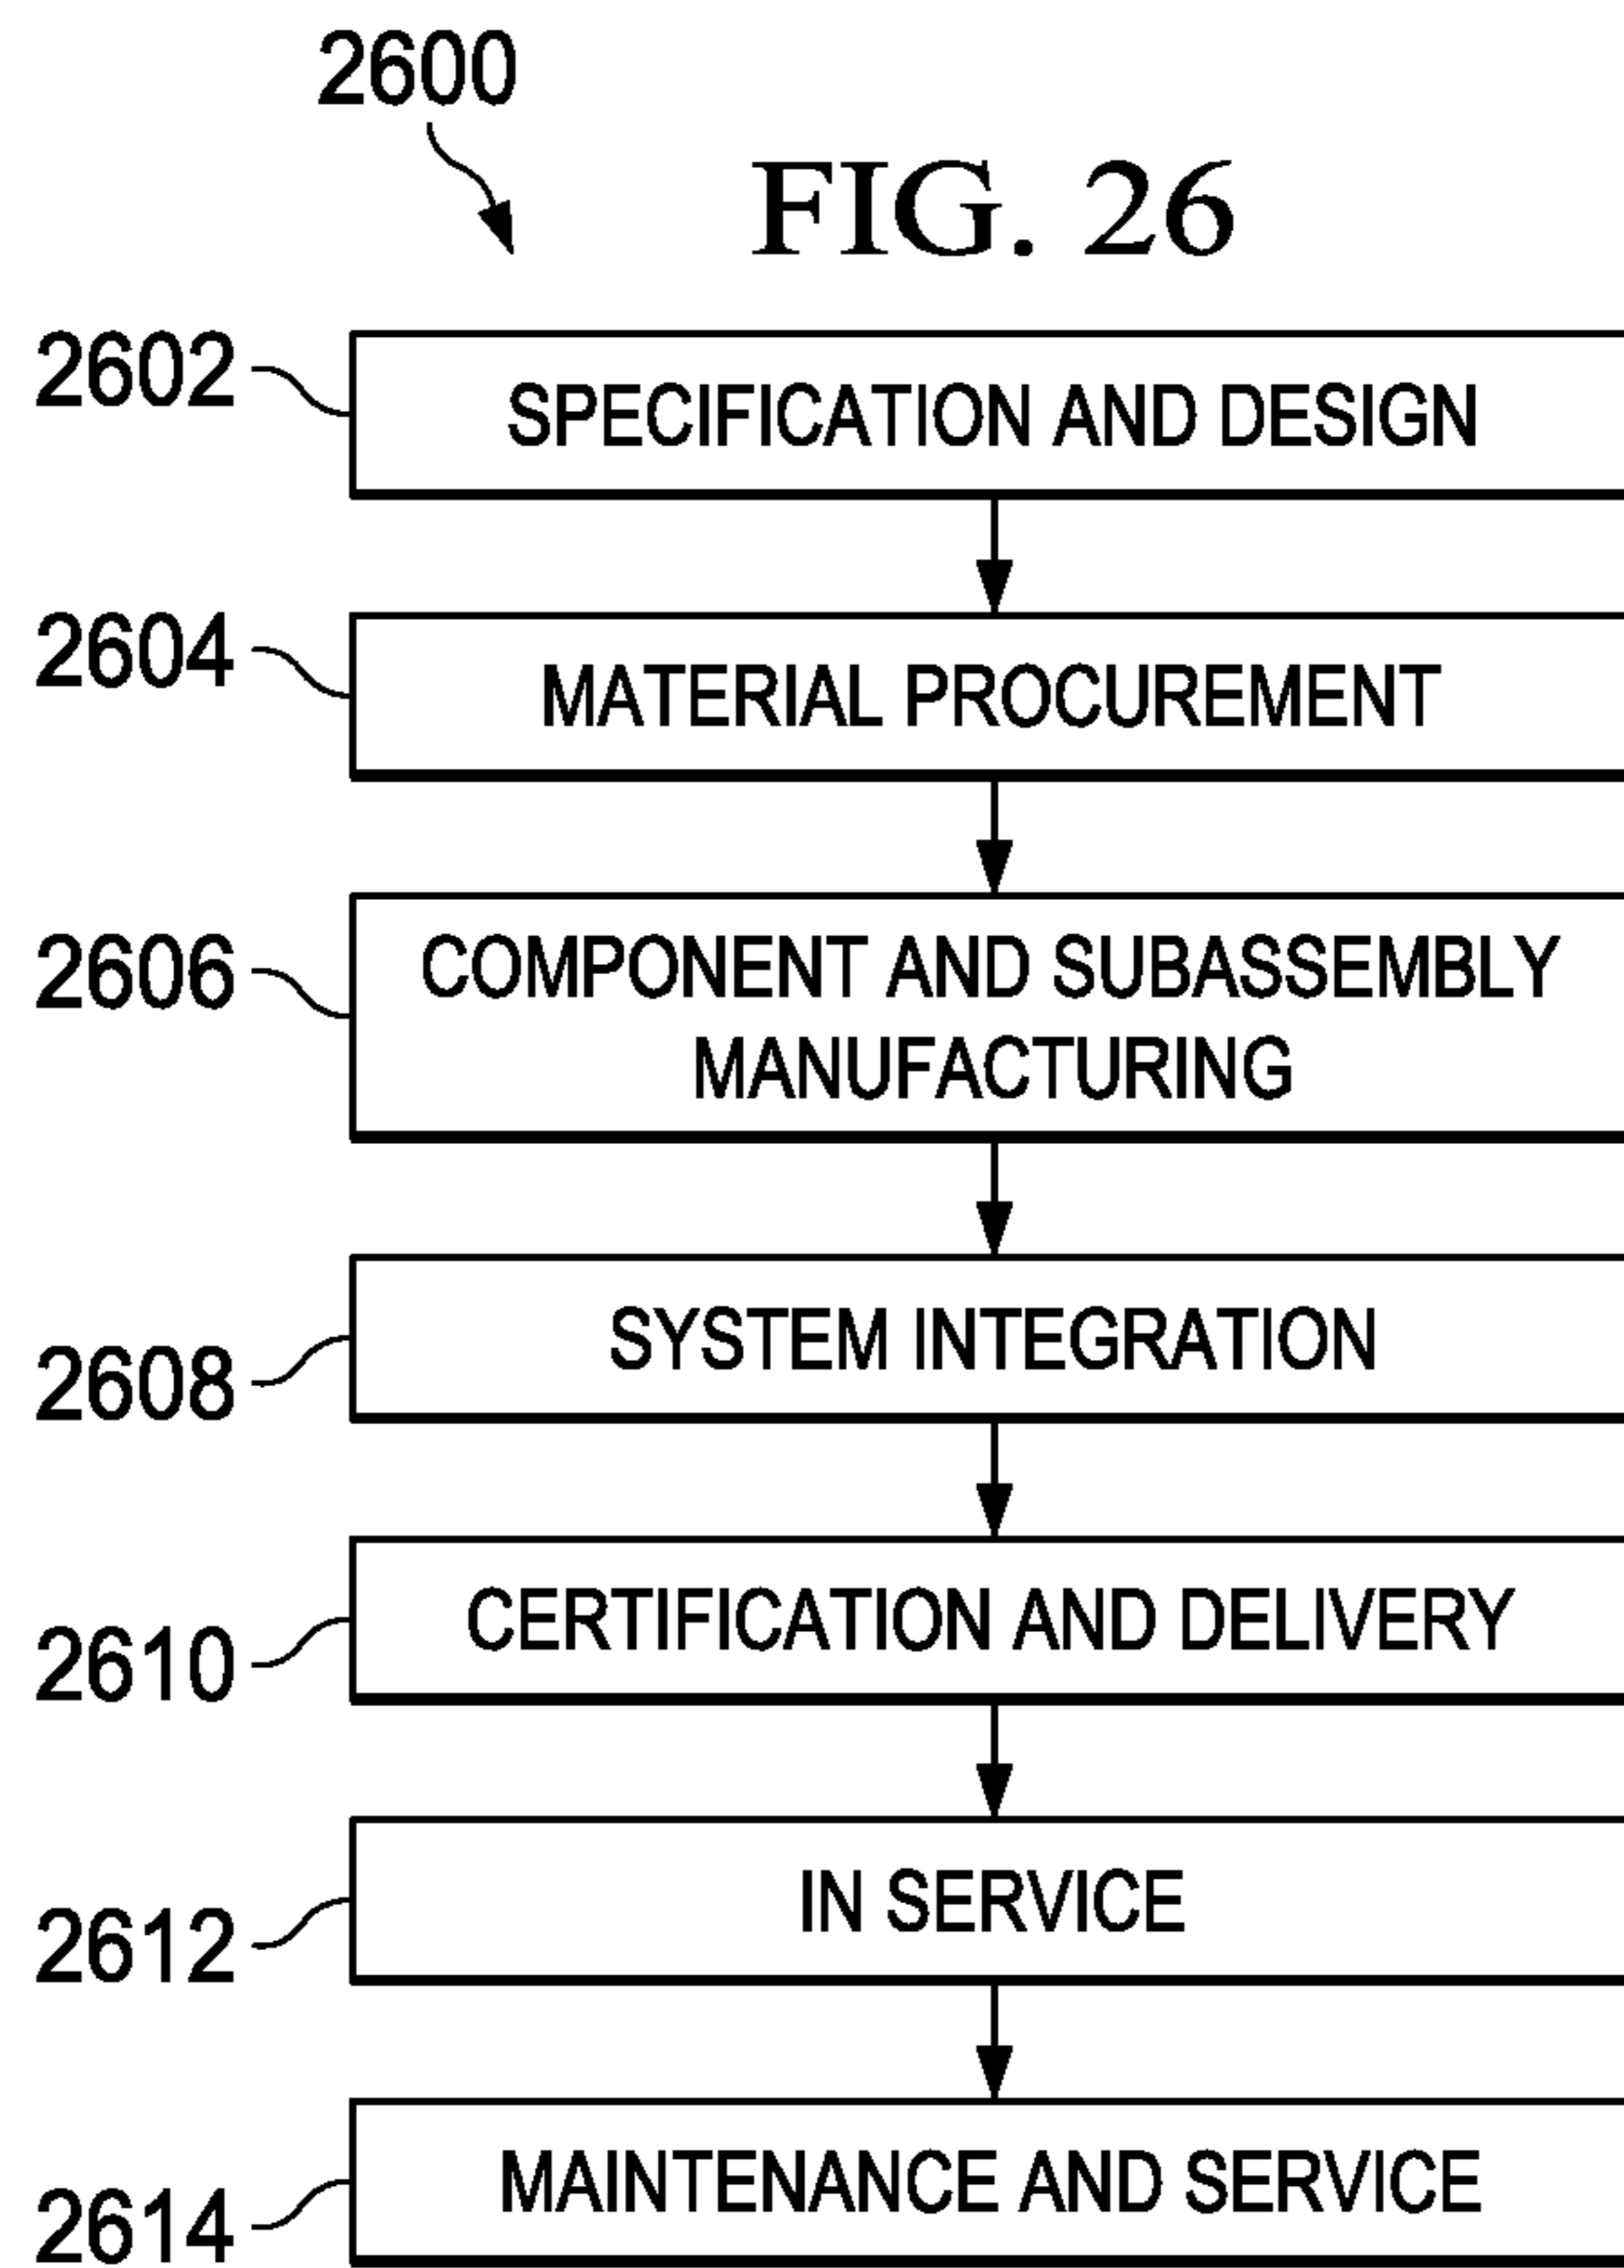 2600
FIG. 26
2602
SPECIFICATION AND DESIGN
2604
MATERIAL PROCUREMENT
2606
COMPONENT AND SUBASSEMBLY
MANUFACTURING
2608
SYSTEM INTEGRATION
2610
CERTIFICATION AND DELIVERY
2612
IN SERVICE
2614
MAINTENANCE AND SERVICE